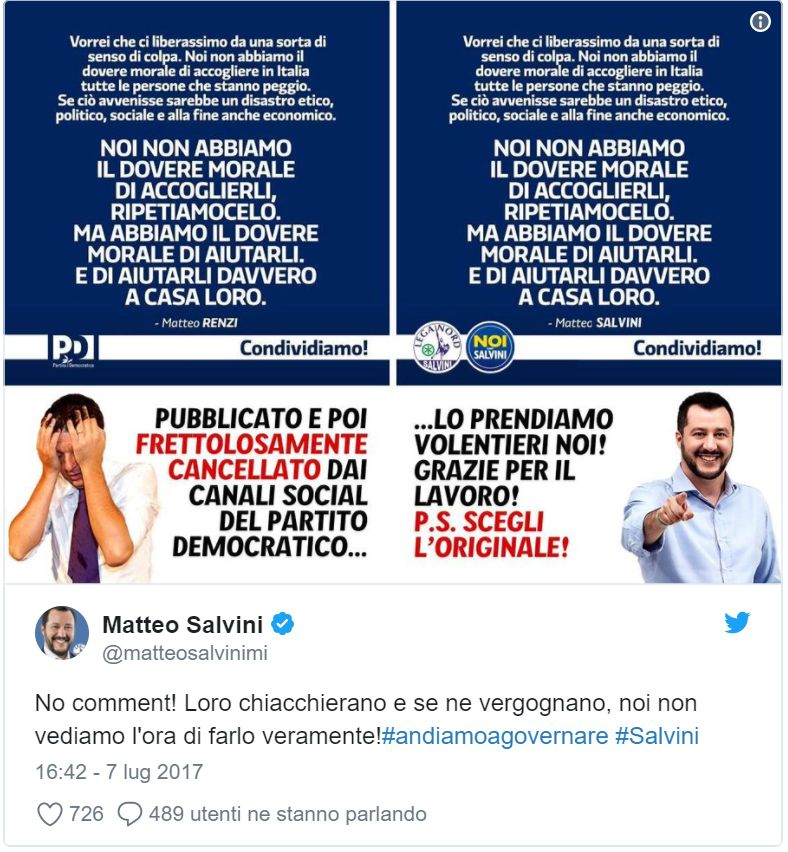 Vorrei che ci liberassimo da una sorta di
senso di colpa. Noi non abbiamo il
dovere morale di accogliere in Italia
tutte le persone che stanno peggio.
Se ciò avvenisse sarebbe un disastro etico,
politico, sociale e alla fine anche economico.
NOI NON ABBIAMO
IL DOVERE MORALE
DI ACCOGLIERLI,
RIPETIAMOCELO.
MA ABBIAMO IL DOVERE
MORALE DI AIUTARLI.
E DI AIUTARLI DAVVERO
A CASA LORO.
- Matteo RENZI
PD
Partito Democratico
Condividiamo!
Vorrei che ci liberassimo da una sorta di
senso di colpa. Noi non abbiamo il
dovere morale di accogliere in Italia
tutte le persone che stanno peggio.
Se ciò avvenisse sarebbe un disastro etico,
politico, sociale e alla fine anche economico.
NOI NON ABBIAMO
IL DOVERE MORALE
DI ACCOGLIERLI,
RIPETIAMOCELO.
MA ABBIAMO IL DOVERE
MORALE DI AIUTARLI.
E DI AIUTARLI DAVVERO
A CASA LORO.
- Matteo SALVINI
LEGA NORD
SALVINI
NOI
SALVINI
Condividiamo!
PUBBLICATO E POI
FRETTOLOSAMENTE
CANCELLATO DAI
CANALI SOCIAL
DEL PARTITO
DEMOCRATICO...
...LO PRENDIAMO
VOLENTIERI NOI!
GRAZIE PER IL
LAVORO!
P.S. SCEGLI
L'ORIGINALE!
Matteo Salvini
@matteosalvinimi
No comment! Loro chiacchierano e se ne vergognano, noi non
vediamo l'ora di farlo veramente!#andiamoagovernare #Salvini
16:42 - 7 lug 2017
726 489 utenti ne stanno parlando